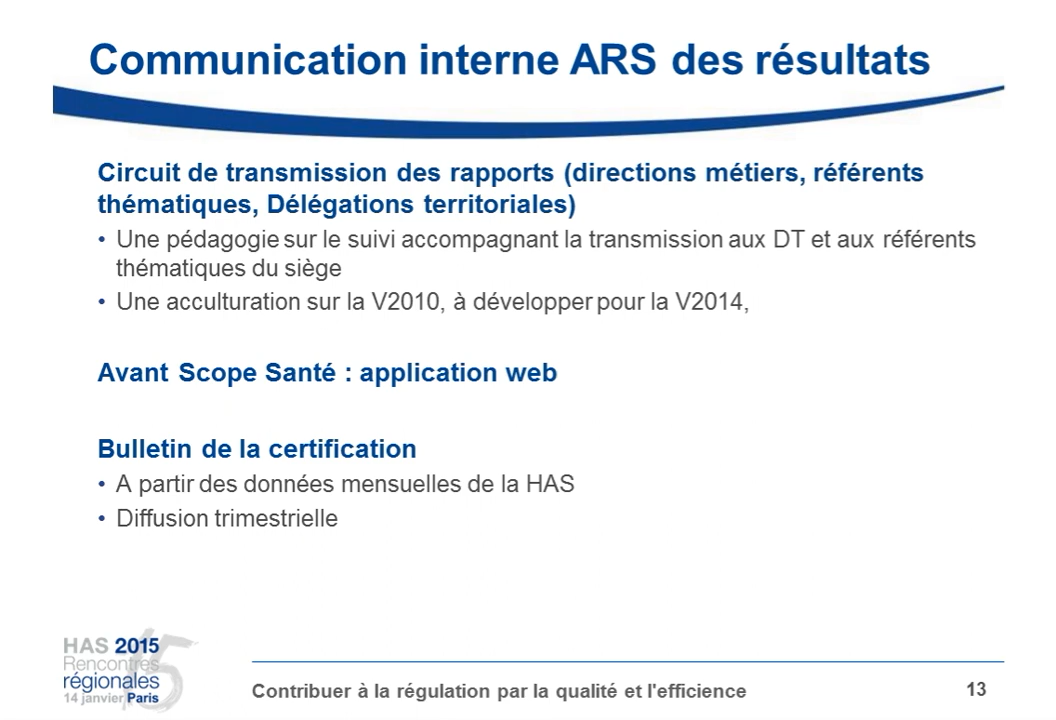 Communication interne ARS des résultats
Circuit de transmission des rapports (directions métiers, référents
thématiques, Délégations territoriales)
• Une pédagogie sur le suivi accompagnant la transmission aux DT et aux référents
thématiques du siège
• Une acculturation sur la V2010, à développer pour la V2014,
Avant Scope Santé : application web
Bulletin de la certification
• A partir des données mensuelles de la HAS
• Diffusion trimestrielle
HAS 2015
Rencontres
régionales
14 janvier Paris
15
Contribuer à la régulation par la qualité et l'efficience
13